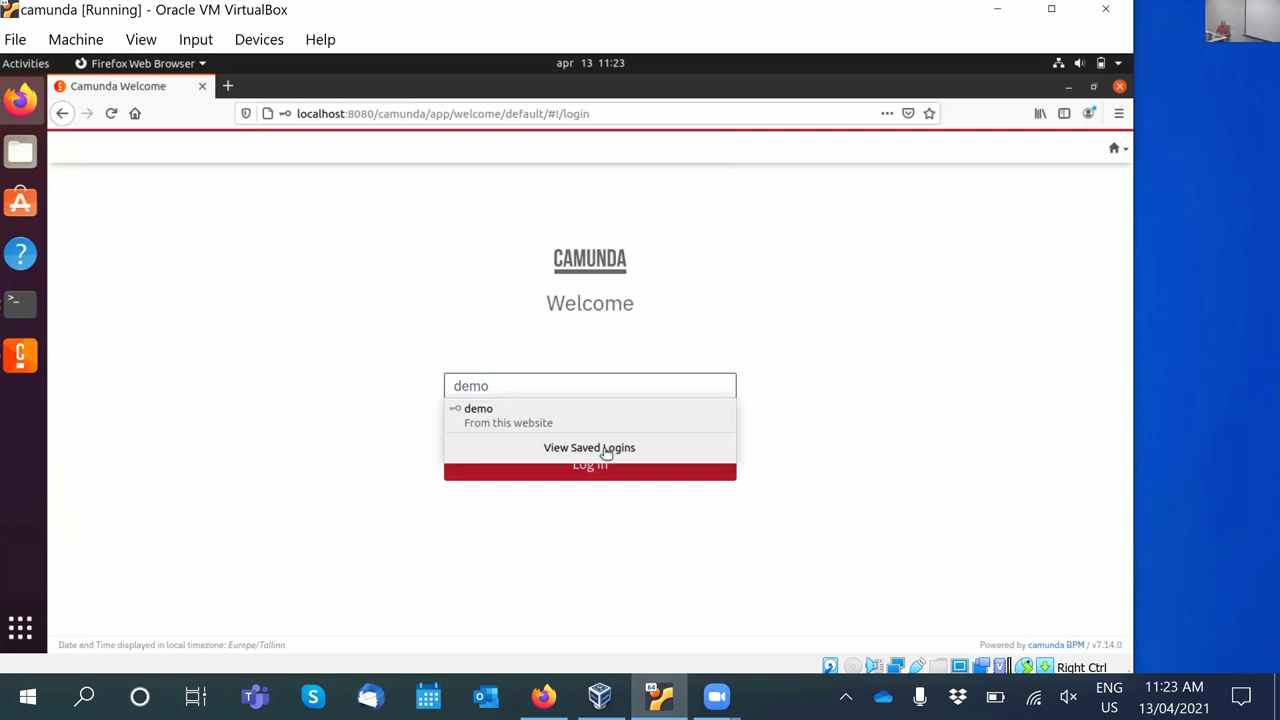 camunda [Running] - Oracle VM VirtualBox
File Machine View Input Devices Help
Activities Firefox Web Browser apr 13 11:23
Camunda Welcome
localhost:8080/camunda/app/welcome/default/#!/login
CAMUNDA
Welcome
demo
demo
From this website
View Saved Logins
Log in
Date and Time displayed in local timezone: Europe/Tallinn
Powered by camunda BPM / v7.14.0
Right Ctrl
64
ENG
US
11:23 AM
13/04/2021